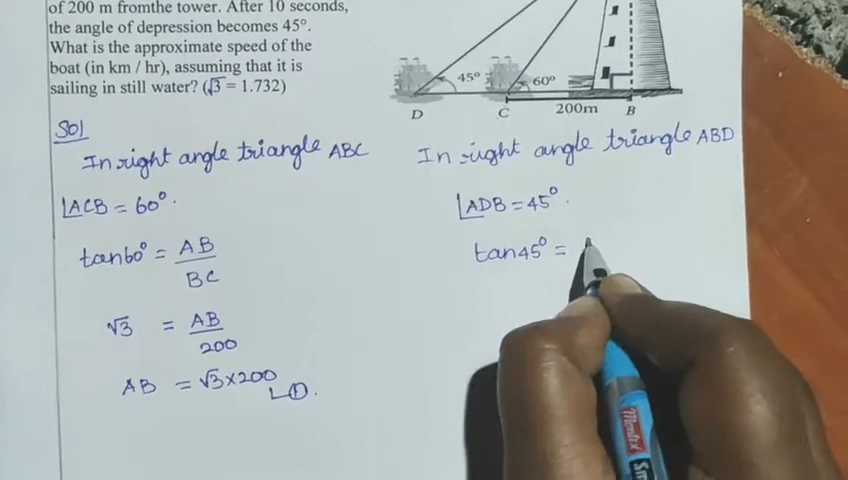 of 200 m fromthe tower. After 10 seconds,
the angle of depression becomes 45°.
What is the approximate speed of the
boat (in km / hr), assuming that it is
sailing in still water? (√3 = 1.732)
45° 60°
200m
D C B
Sol
In right angle triangle ABC
∟ACB = 60°.
tan60° = AB/BC
√3 = AB/200
AB = √3 x 200
①.
In right angle triangle ABD
∟ADB = 45°.
tan45° =
Montex